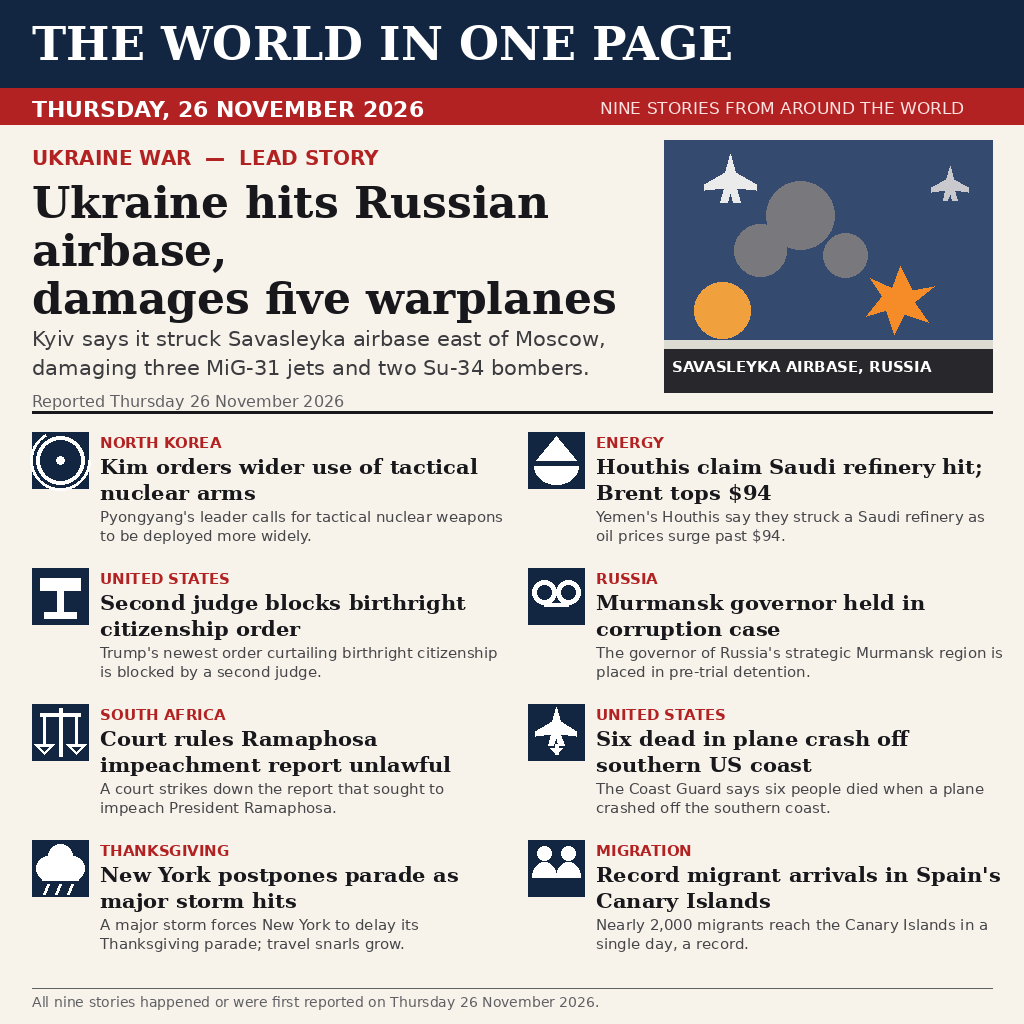 THE WORLD IN ONE PAGE
THURSDAY, 26 NOVEMBER 2026
NINE STORIES FROM AROUND THE WORLD
UKRAINE WAR — LEAD STORY
Ukraine hits Russian
airbase,
damages five warplanes
Kyiv says it struck Savasleyka airbase east of Moscow,
damaging three MiG-31 jets and two Su-34 bombers.
Reported Thursday 26 November 2026
SAVASLEYKA AIRBASE, RUSSIA
NORTH KOREA
Kim orders wider use of tactical
nuclear arms
Pyongyang's leader calls for tactical nuclear weapons
to be deployed more widely.
ENERGY
Houthis claim Saudi refinery hit;
Brent tops $94
Yemen's Houthis say they struck a Saudi refinery as
oil prices surge past $94.
UNITED STATES
Second judge blocks birthright
citizenship order
Trump's newest order curtailing birthright citizenship
is blocked by a second judge.
RUSSIA
Murmansk governor held in
corruption case
The governor of Russia's strategic Murmansk region is
placed in pre-trial detention.
SOUTH AFRICA
Court rules Ramaphosa
impeachment report unlawful
A court strikes down the report that sought to
impeach President Ramaphosa.
UNITED STATES
Six dead in plane crash off
southern US coast
The Coast Guard says six people died when a plane
crashed off the southern coast.
THANKSGIVING
New York postpones parade as
major storm hits
A major storm forces New York to delay its
Thanksgiving parade; travel snarls grow.
MIGRATION
Record migrant arrivals in Spain's
Canary Islands
Nearly 2,000 migrants reach the Canary Islands in a
single day, a record.
All nine stories happened or were first reported on Thursday 26 November 2026.